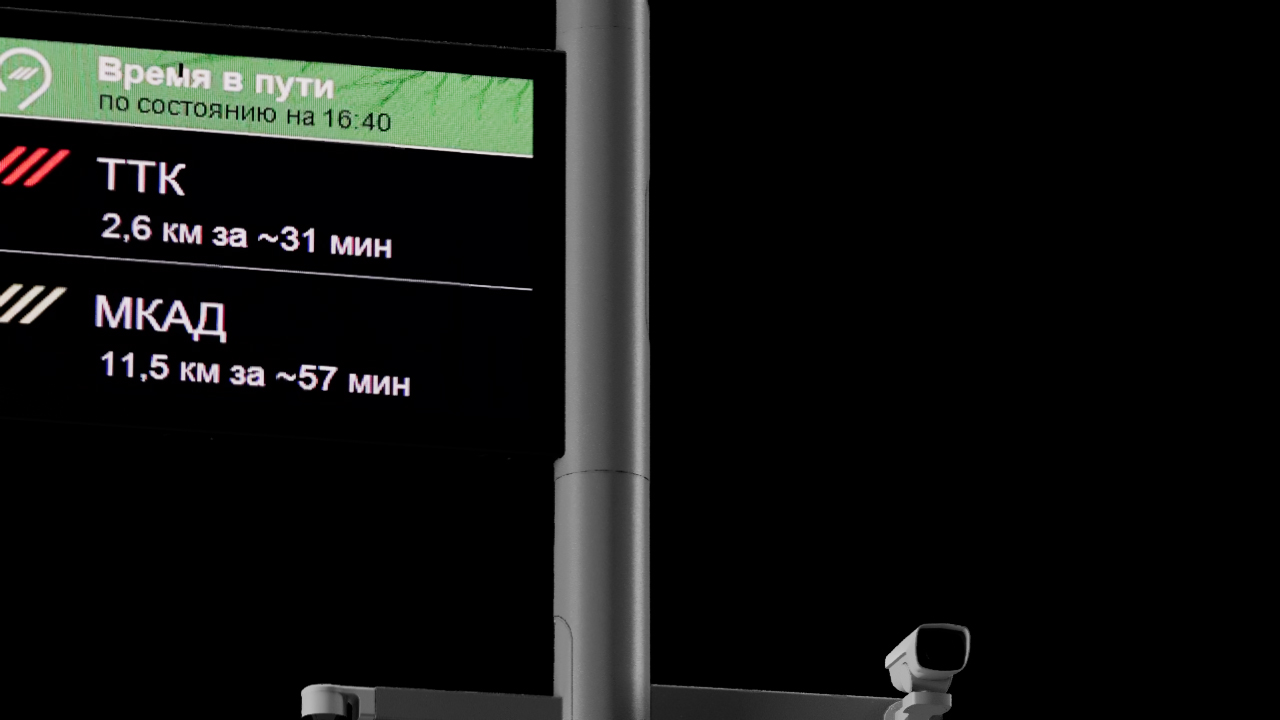 Время в пути
по состоянию на 16:40
ТТК
2,6 км за ~31 мин
МКАД
11,5 км за ~57 мин